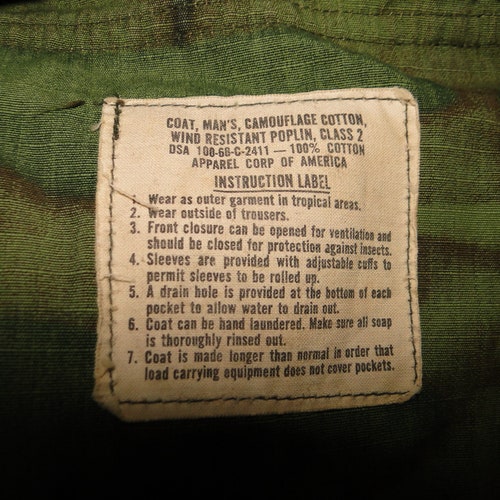 COAT, MAN'S, CAMOUFLAGE COTTON,
WIND RESISTANT POPLIN, CLASS 2
DSA 100-68-C-2411 — 100% COTTON
APPAREL CORP OF AMERICA
INSTRUCTION LABEL
1. Wear as outer garment in tropical areas.
2. Wear outside of trousers.
3. Front closure can be opened for ventilation and
should be closed for protection against insects.
4. Sleeves are provided with adjustable cuffs to
permit sleeves to be rolled up.
5. A drain hole is provided at the bottom of each
pocket to allow water to drain out.
6. Coat can be hand laundered. Make sure all soap
is thoroughly rinsed out.
7. Coat is made longer than normal in order that
load carrying equipment does not cover pockets.